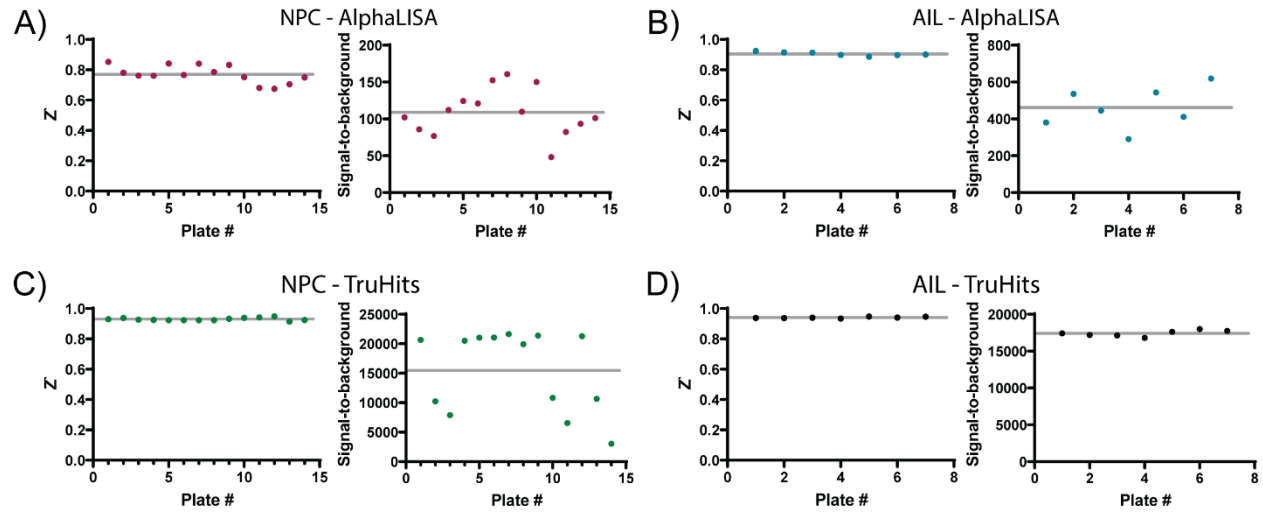 A) NPC - AlphaLISA
Z'
1.0
0.8
0.6
0.4
0.2
0.0
0 5 10 15
Plate #
Signal-to-background
200
150
100
50
0
0 5 10 15
Plate #
B) AIL - AlphaLISA
Z'
1.0
0.8
0.6
0.4
0.2
0.0
0 2 4 6 8
Plate #
Signal-to-background
800
600
400
200
0
0 2 4 6 8
Plate #
C) NPC - TruHits
Z'
1.0
0.8
0.6
0.4
0.2
0.0
0 5 10 15
Plate #
Signal-to-background
25000
20000
15000
10000
5000
0
0 5 10 15
Plate #
D) AIL - TruHits
Z'
1.0
0.8
0.6
0.4
0.2
0.0
0 2 4 6 8
Plate #
Signal-to-background
20000
15000
10000
5000
0
0 2 4 6 8
Plate #